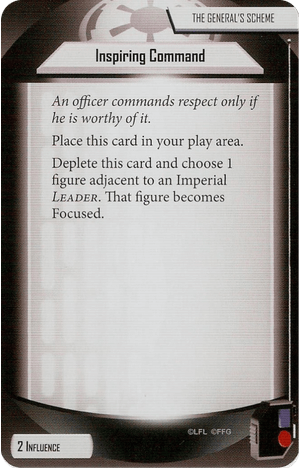 THE GENERAL'S SCHEME
Inspiring Command
An officer commands respect only if
he is worthy of it.
Place this card in your play area.
Deplete this card and choose 1
figure adjacent to an Imperial
LEADER. That figure becomes
Focused.
©LFL ©FFG
2 INFLUENCE